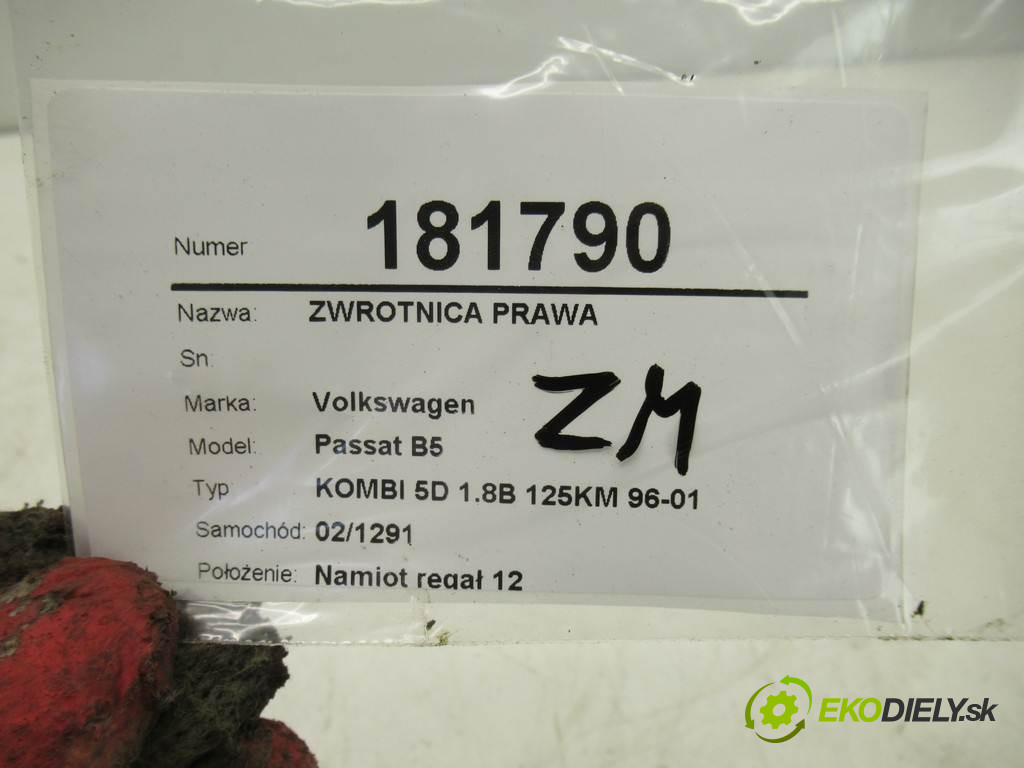 Numer 181790
Nazwa: ZWROTNICA PRAWA
Sn:
Marka: Volkswagen
Model: Passat B5
ZM
Typ KOMBI 5D 1.8B 125KM 96-01
Samochód: 02/1291
Położenie: Namiot regał 12
EKODIELY.sk